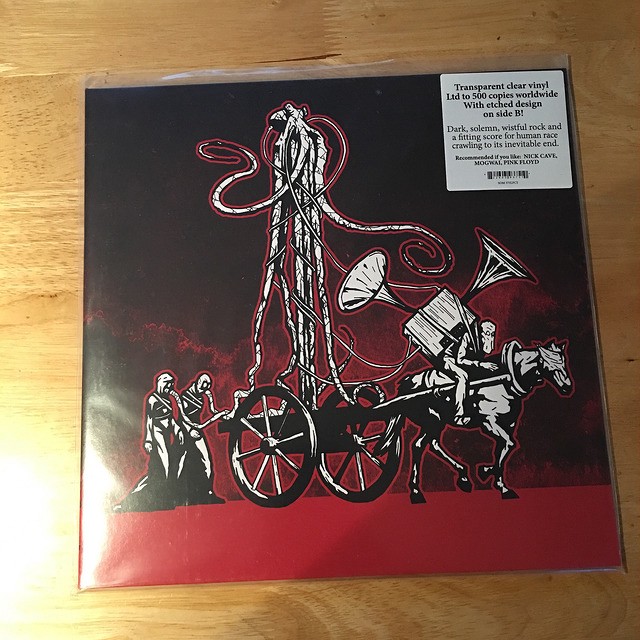 Transparent clear vinyl
Ltd to 500 copies worldwide
With etched design
on side B!
Dark, solemn, wistful rock and
a fitting score for human race
crawling to its inevitable end.
Recommended if you like: NICK CAVE,
MOGWAI, PINK FLOYD